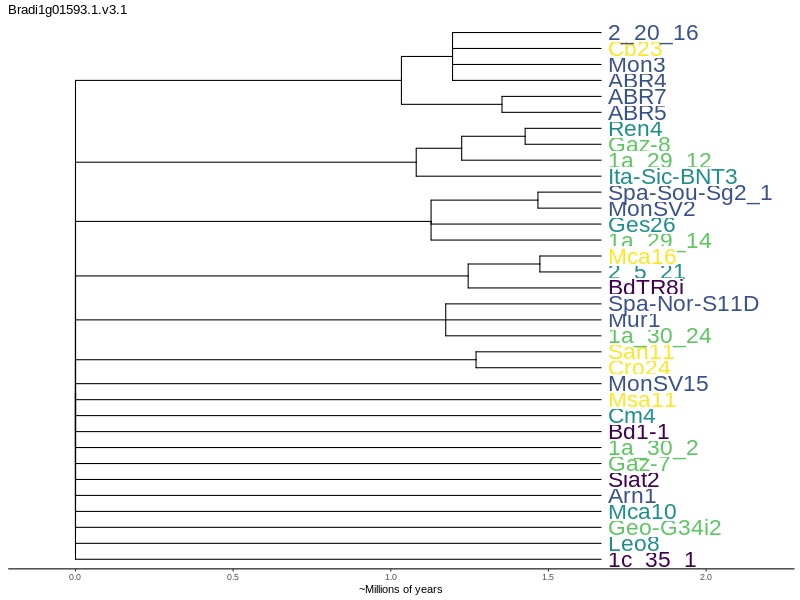 Bradi1g01593.1.v3.1
2_20_16
Cb23
Mon3
ABR4
ABR7
ABR5
Ren4
Gaz-8
1a_29_12
Ita-Sic-BNT3
Spa-Sou-Sg2_1
MonSV2
Ges26
1a_29_14
Mca16
2_5_21
BdTR8i
Spa-Nor-S11D
Mur1
1a_30_24
San11
Cro24
MonSV15
Msa11
Cm4
Bd1-1
1a_30_2
Gaz-7
Siat2
Arn1
Mca10
Geo-G34i2
Leo8
1c_35_1
0.0 0.5 1.0 1.5 2.0
~Millions of years